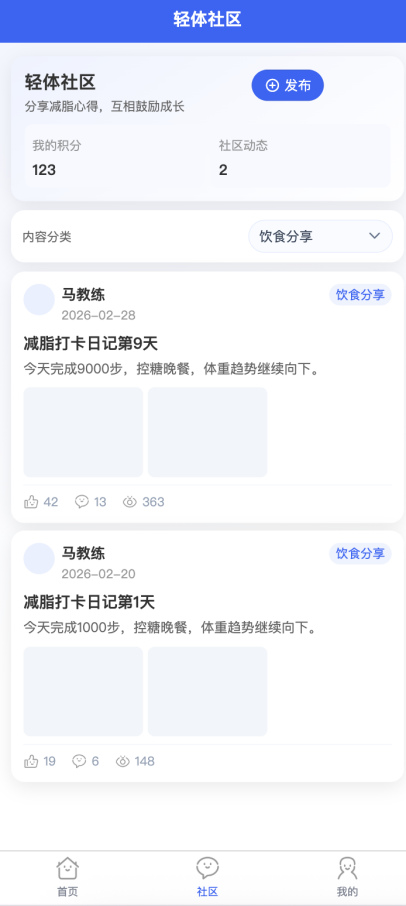 轻体社区
轻体社区
发布
分享减脂心得，互相鼓励成长
我的积分 社区动态
123 2
内容分类 饮食分享
马教练 饮食分享
2026-02-28
减脂打卡日记第9天
今天完成9000步，控糖晚餐，体重趋势继续向下。
42 13 363
马教练 饮食分享
2026-02-20
减脂打卡日记第1天
今天完成1000步，控糖晚餐，体重趋势继续向下。
19 6 148
首页 社区 我的